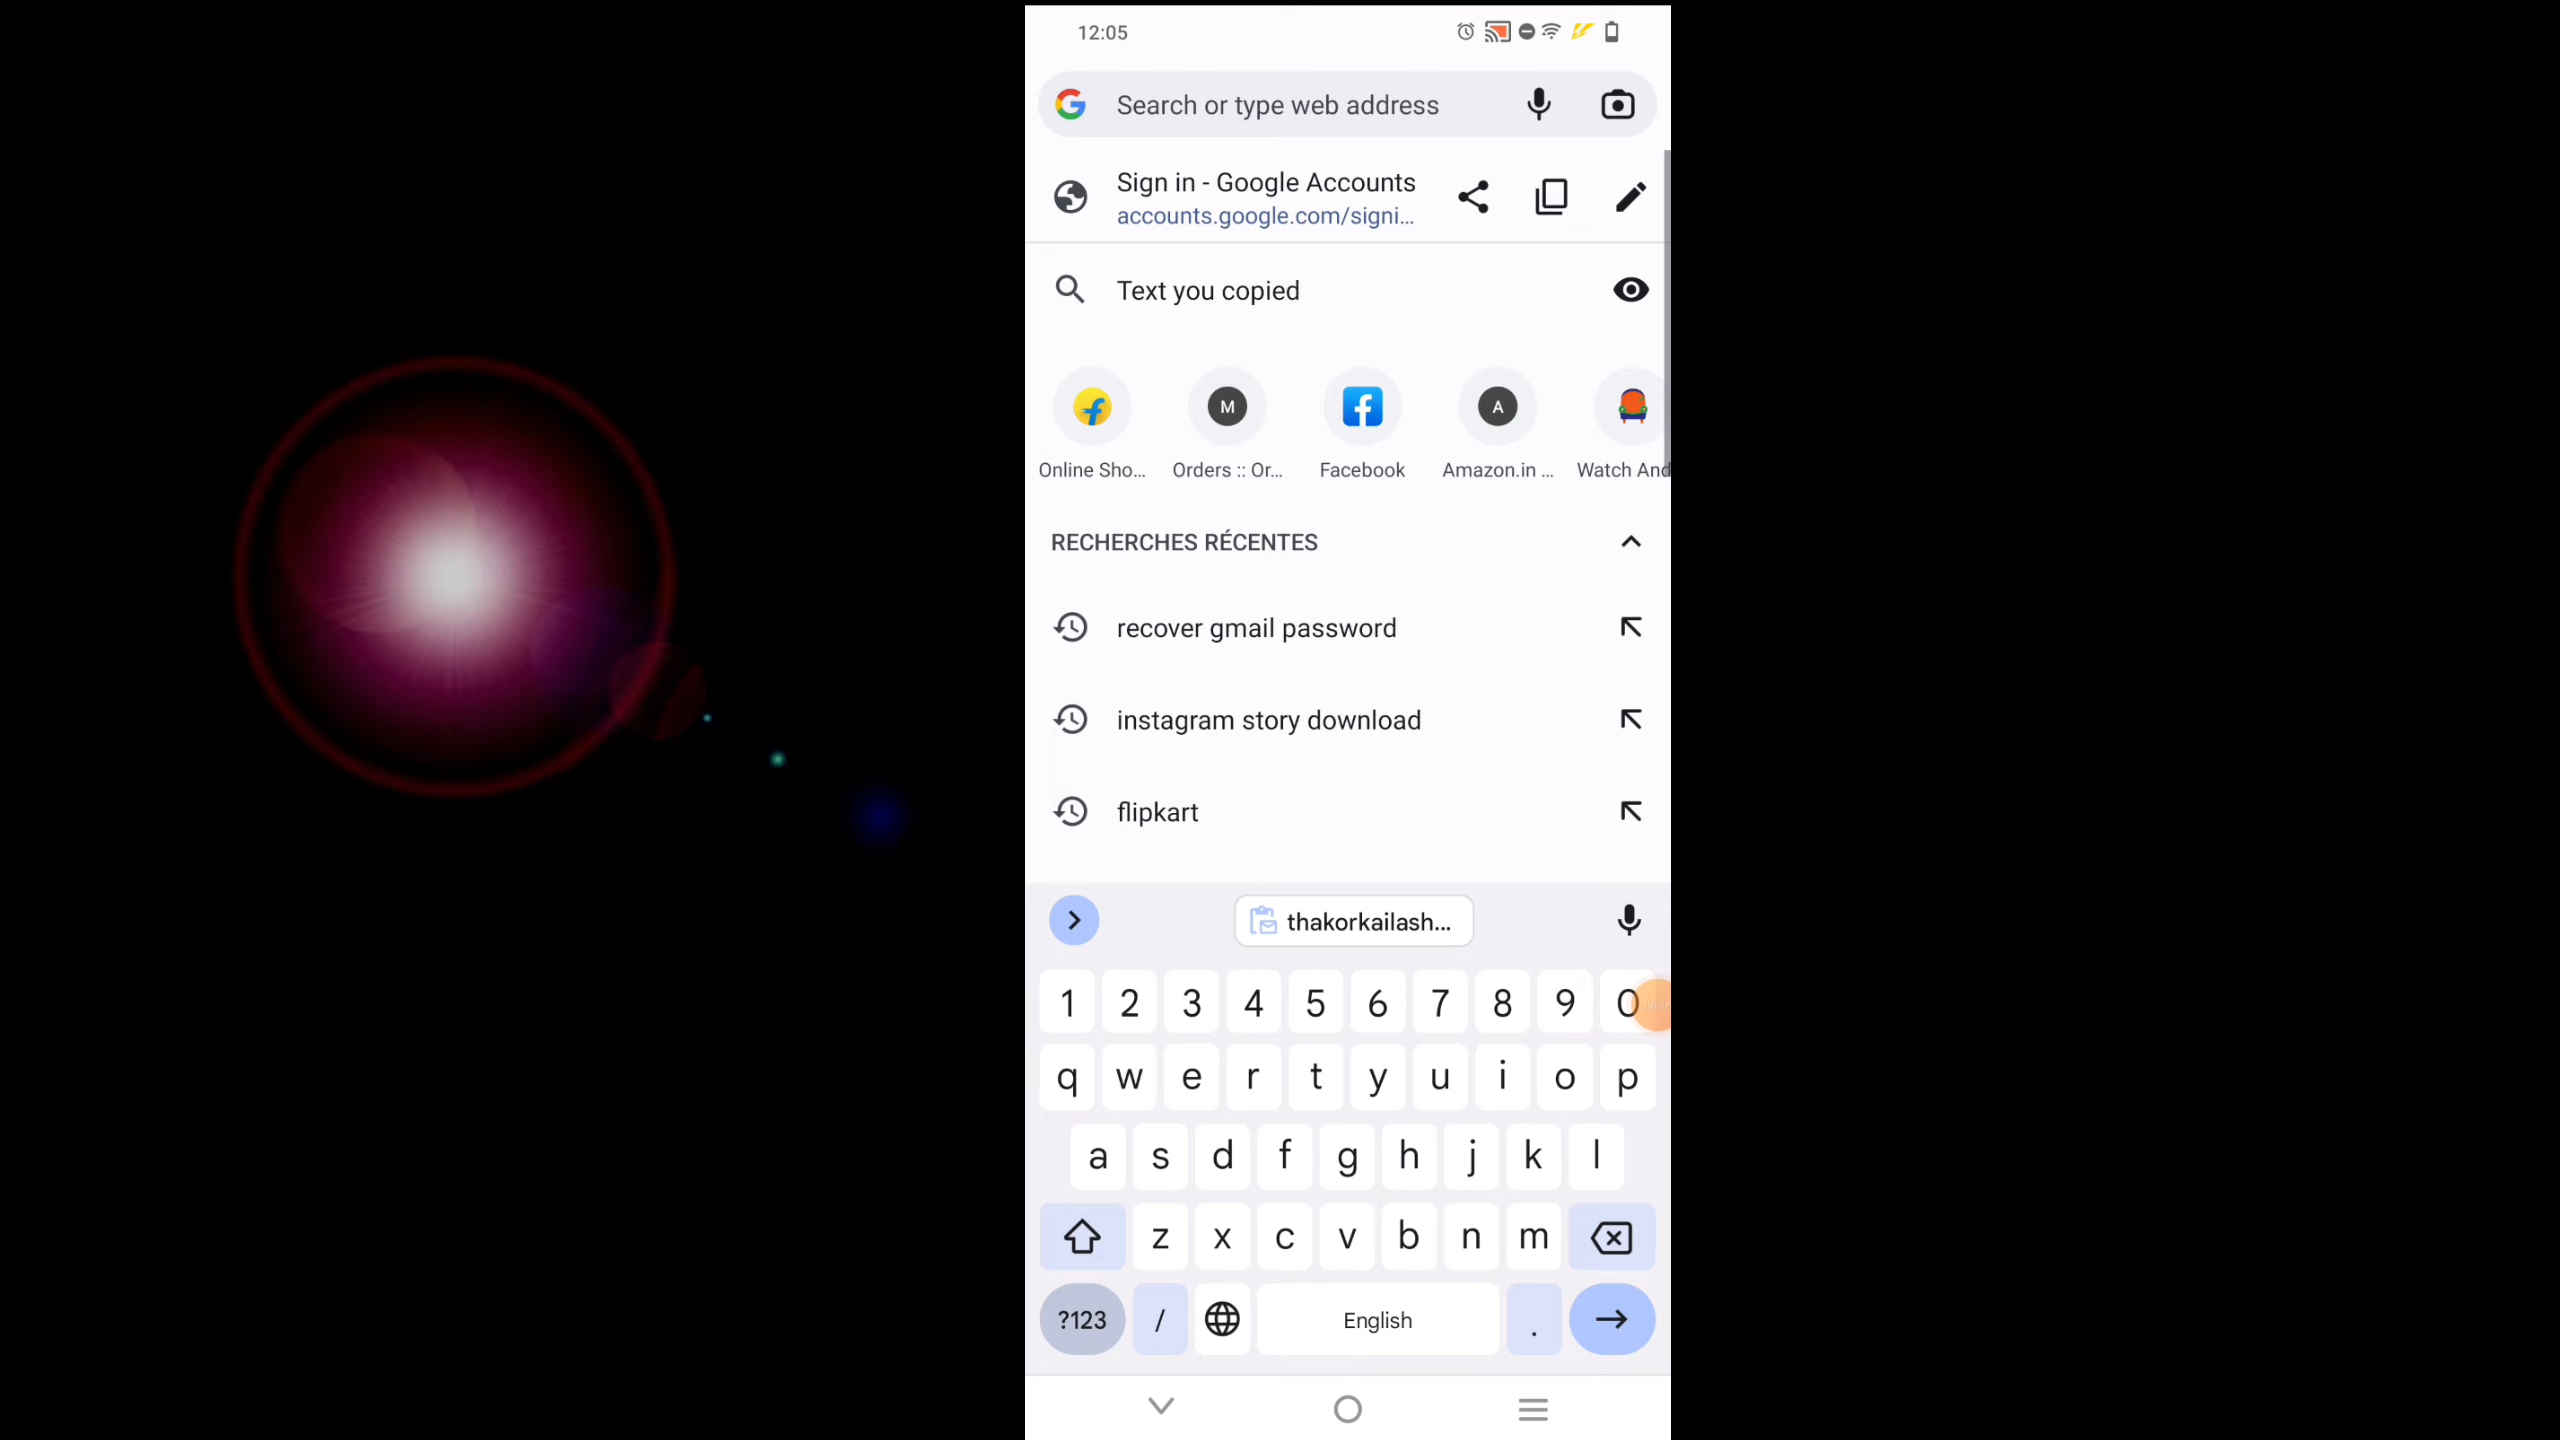 12:05
Search or type web address
Sign in - Google Accounts
accounts.google.com/signi...
Text you copied
M
A
Online Sho...
Orders :: Or...
Facebook
Amazon.in ...
Watch And
RECHERCHES RÉCENTES
recover gmail password
instagram story download
flipkart
thakorkailash...
1 2 3 4 5 6 7 8 9 0
q w e r t y u i o p
a s d f g h j k l
z x c v b n m
?123 / English .